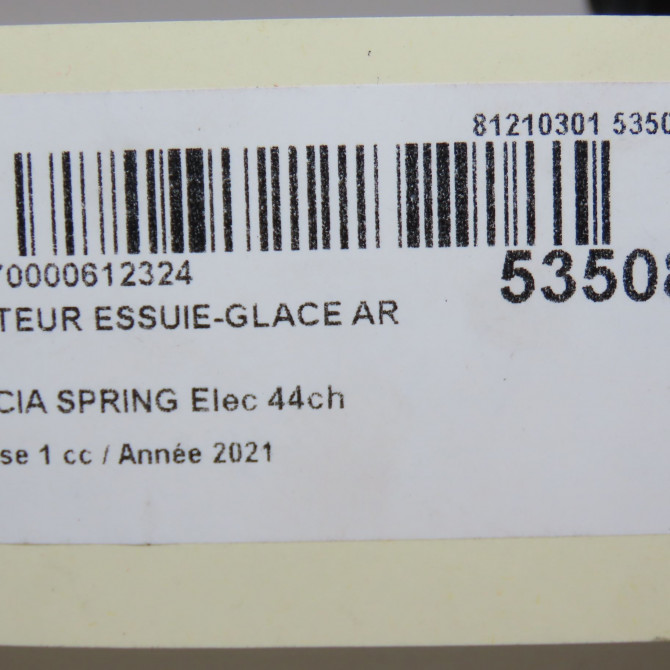 81210301 5350
70000612324
53508
TEUR ESSUIE-GLACE AR
CIA SPRING Elec 44ch
se 1 cc / Année 2021